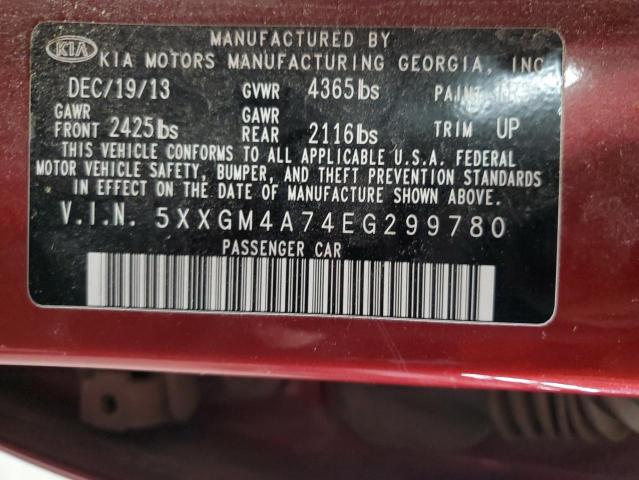 KIA
MANUFACTURED BY
KIA MOTORS MANUFACTURING GEORGIA, INC
DEC/19/13 GVWR 4365lbs PAINT
GAWR FRONT 2425lbs GAWR REAR 2116lbs TRIM UP
THIS VEHICLE CONFORMS TO ALL APPLICABLE U.S.A. FEDERAL
MOTOR VEHICLE SAFETY, BUMPER, AND THEFT PREVENTION STANDARDS
IN EFFECT ON THE DATE OF MANUFACTURE SHOWN ABOVE.
V.I.N. 5XXGM4A74EG299780
PASSENGER CAR